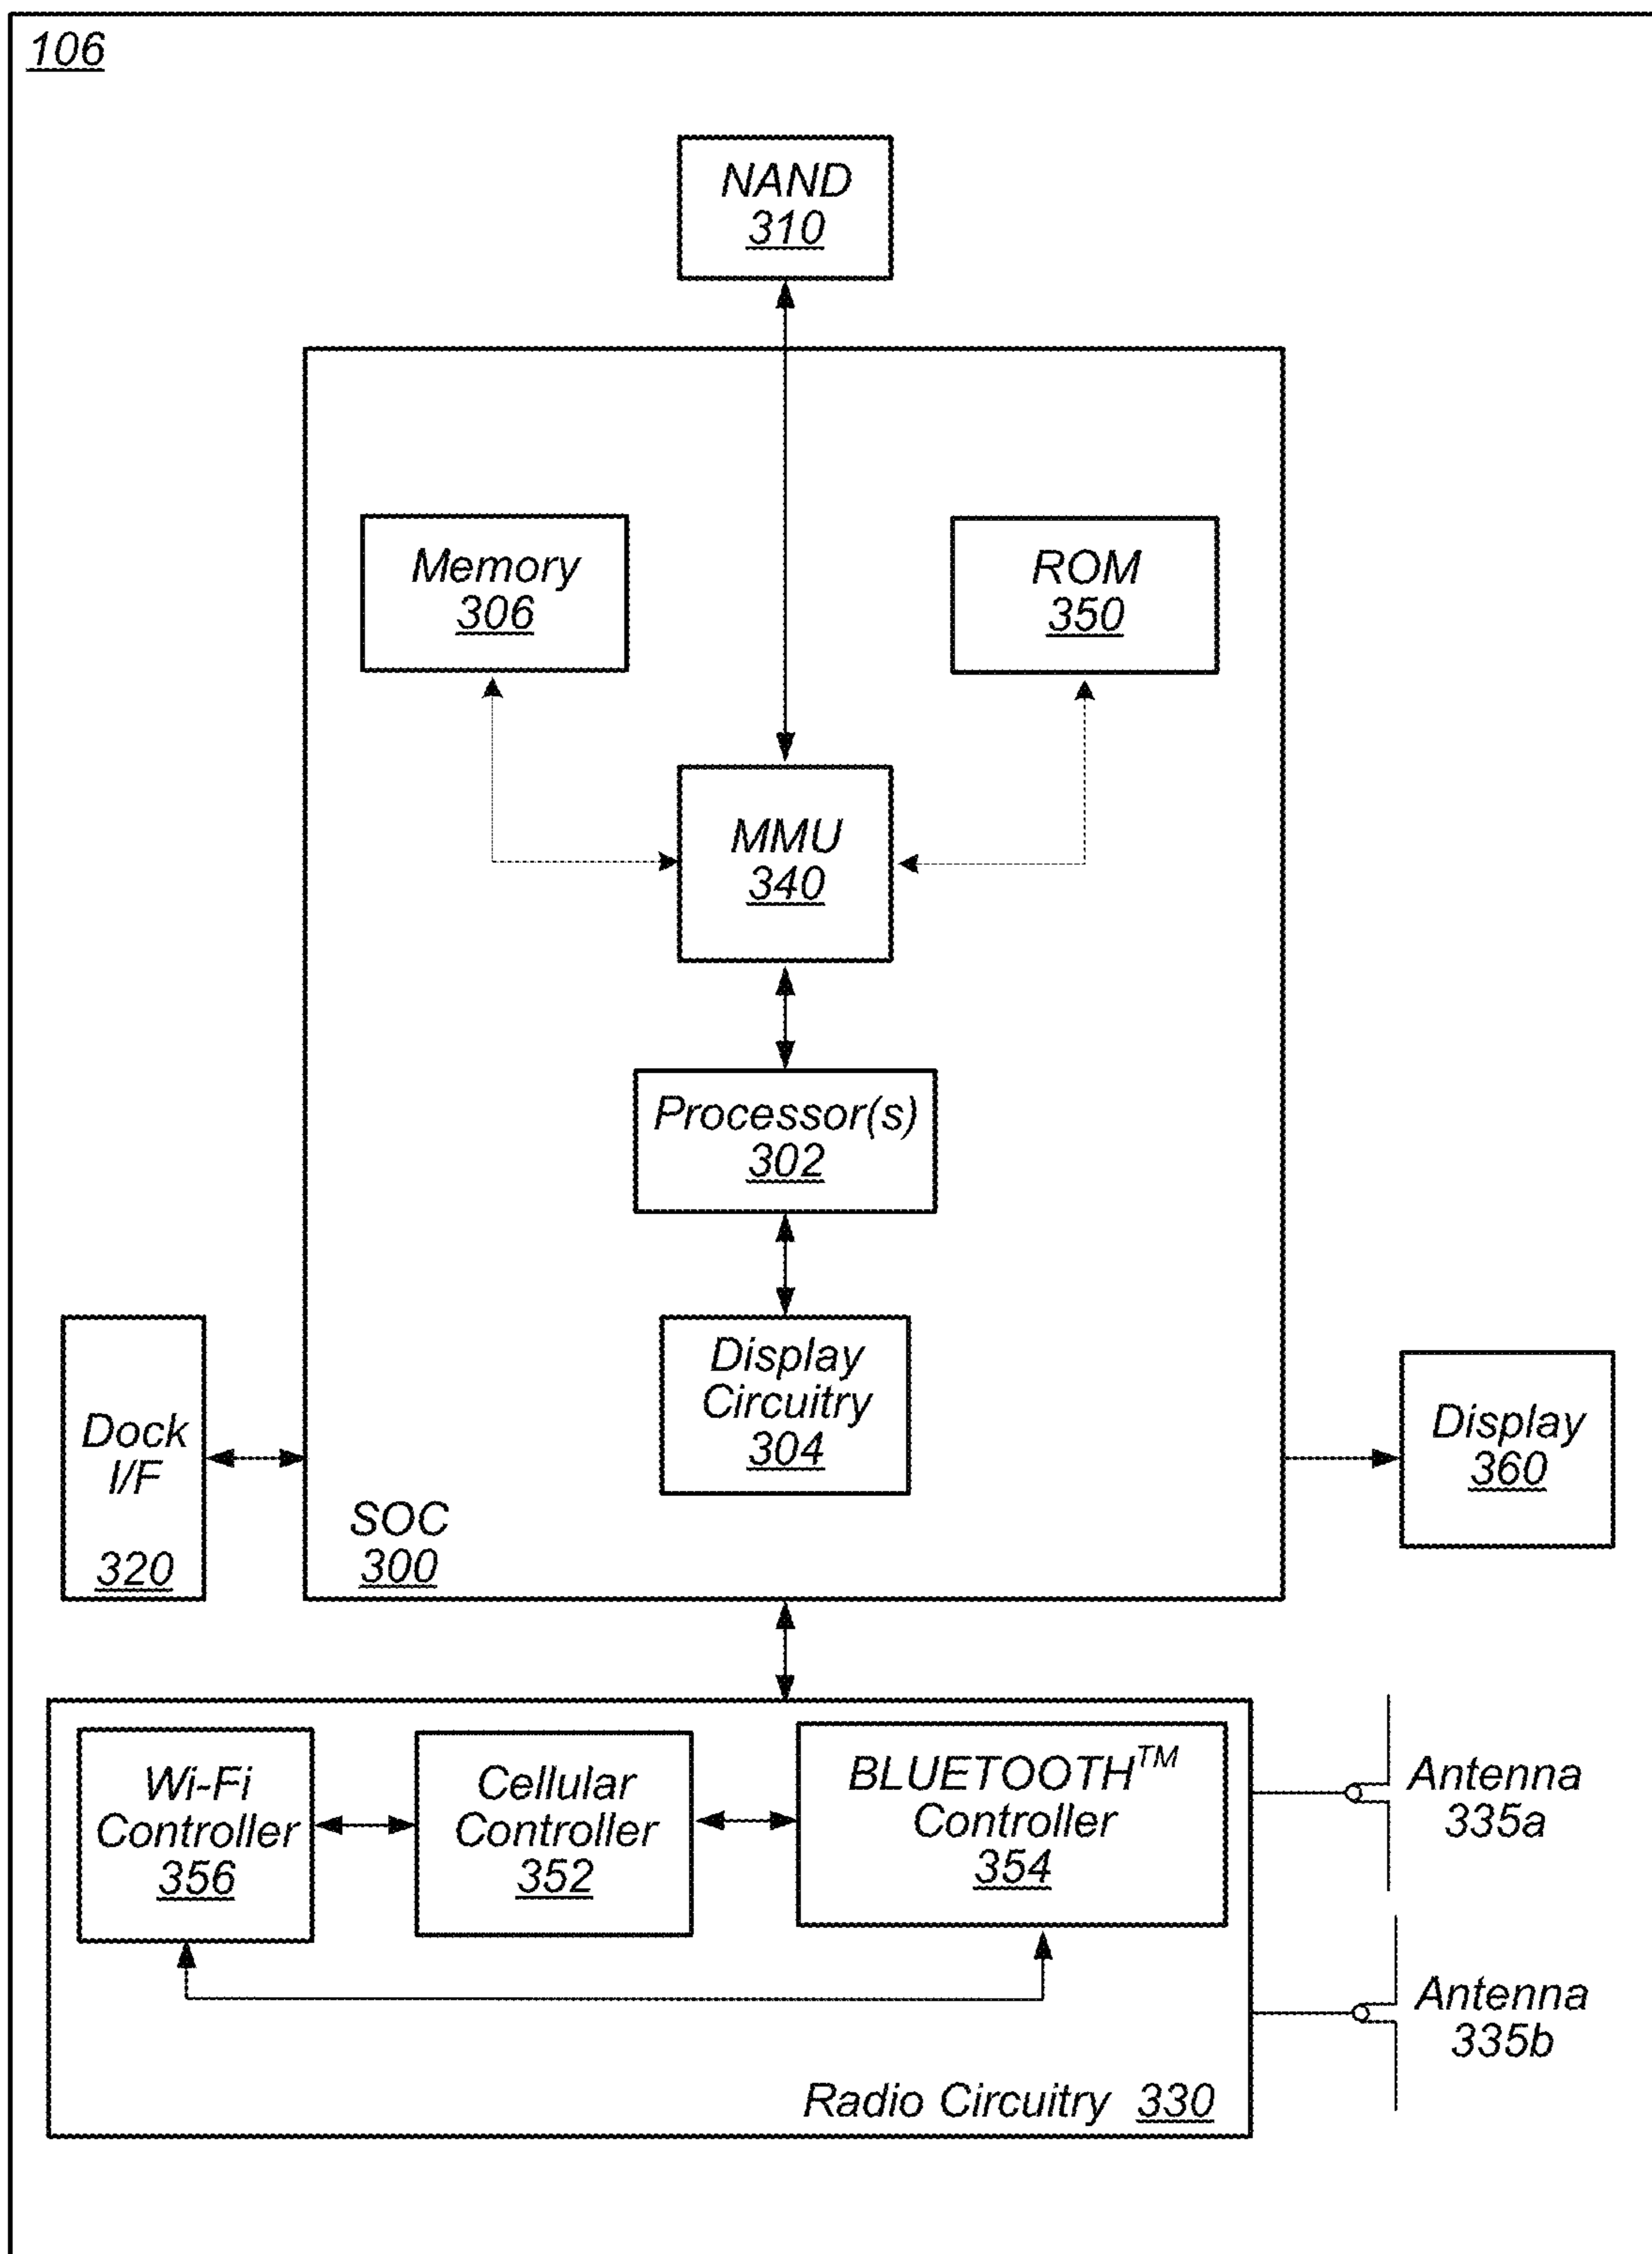 106
NAND
310
Memory
306
ROM
350
MMU
340
Processor(s)
302
Display
Circuitry
304
Dock
I/F
320
SOC
300
Display
360
Wi-Fi
Controller
356
Cellular
Controller
352
BLUETOOTH™
Controller
354
Antenna
335a
Antenna
335b
Radio Circuitry 330